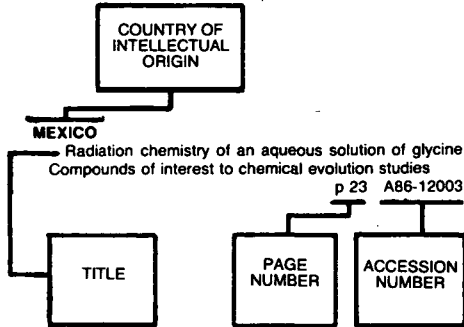 COUNTRY OF
INTELLECTUAL
ORIGIN
MEXICO
Radiation chemistry of an aqueous solution of glycine
Compounds of interest to chemical evolution studies
p 23 A86-12003
TITLE
PAGE
NUMBER
ACCESSION
NUMBER